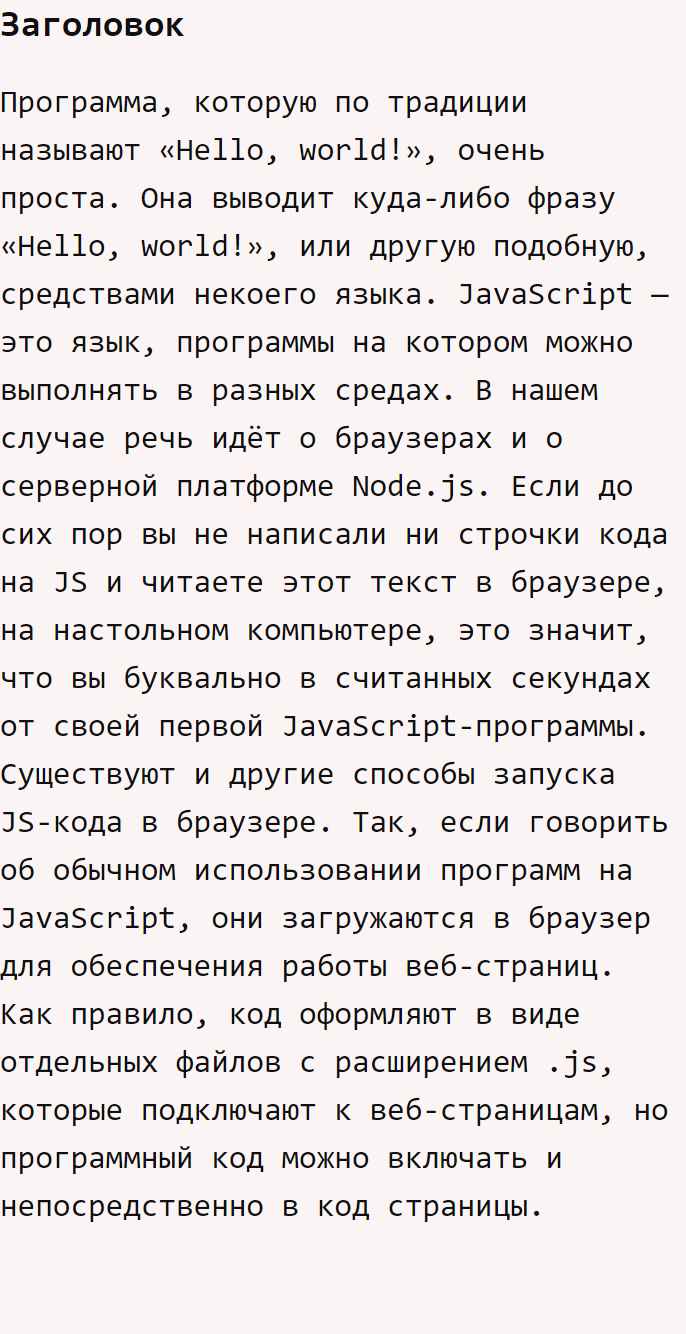 Заголовок
Программа, которую по традиции
называют «Hello, world!», очень
проста. Она выводит куда-либо фразу
«Hello, world!», или другую подобную,
средствами некоего языка. JavaScript —
это язык, программы на котором можно
выполнять в разных средах. В нашем
случае речь идёт о браузерах и о
серверной платформе Node.js. Если до
сих пор вы не написали ни строчки кода
на JS и читаете этот текст в браузере,
на настольном компьютере, это значит,
что вы буквально в считанных секундах
от своей первой JavaScript-программы.
Существуют и другие способы запуска
JS-кода в браузере. Так, если говорить
об обычном использовании программ на
JavaScript, они загружаются в браузер
для обеспечения работы веб-страниц.
Как правило, код оформляют в виде
отдельных файлов с расширением .js,
которые подключают к веб-страницам, но
программный код можно включать и
непосредственно в код страницы.